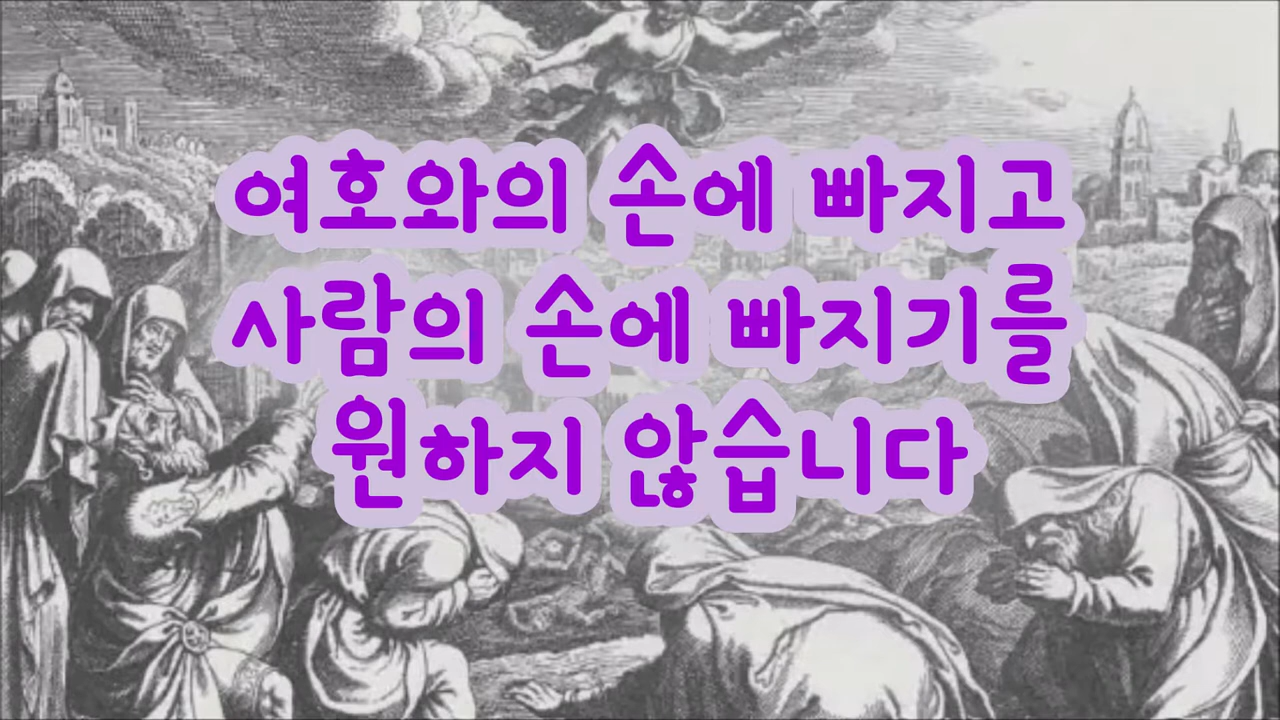 여호와의 손에 빠지고
사람의 손에 빠지기를
원하지 않습니다